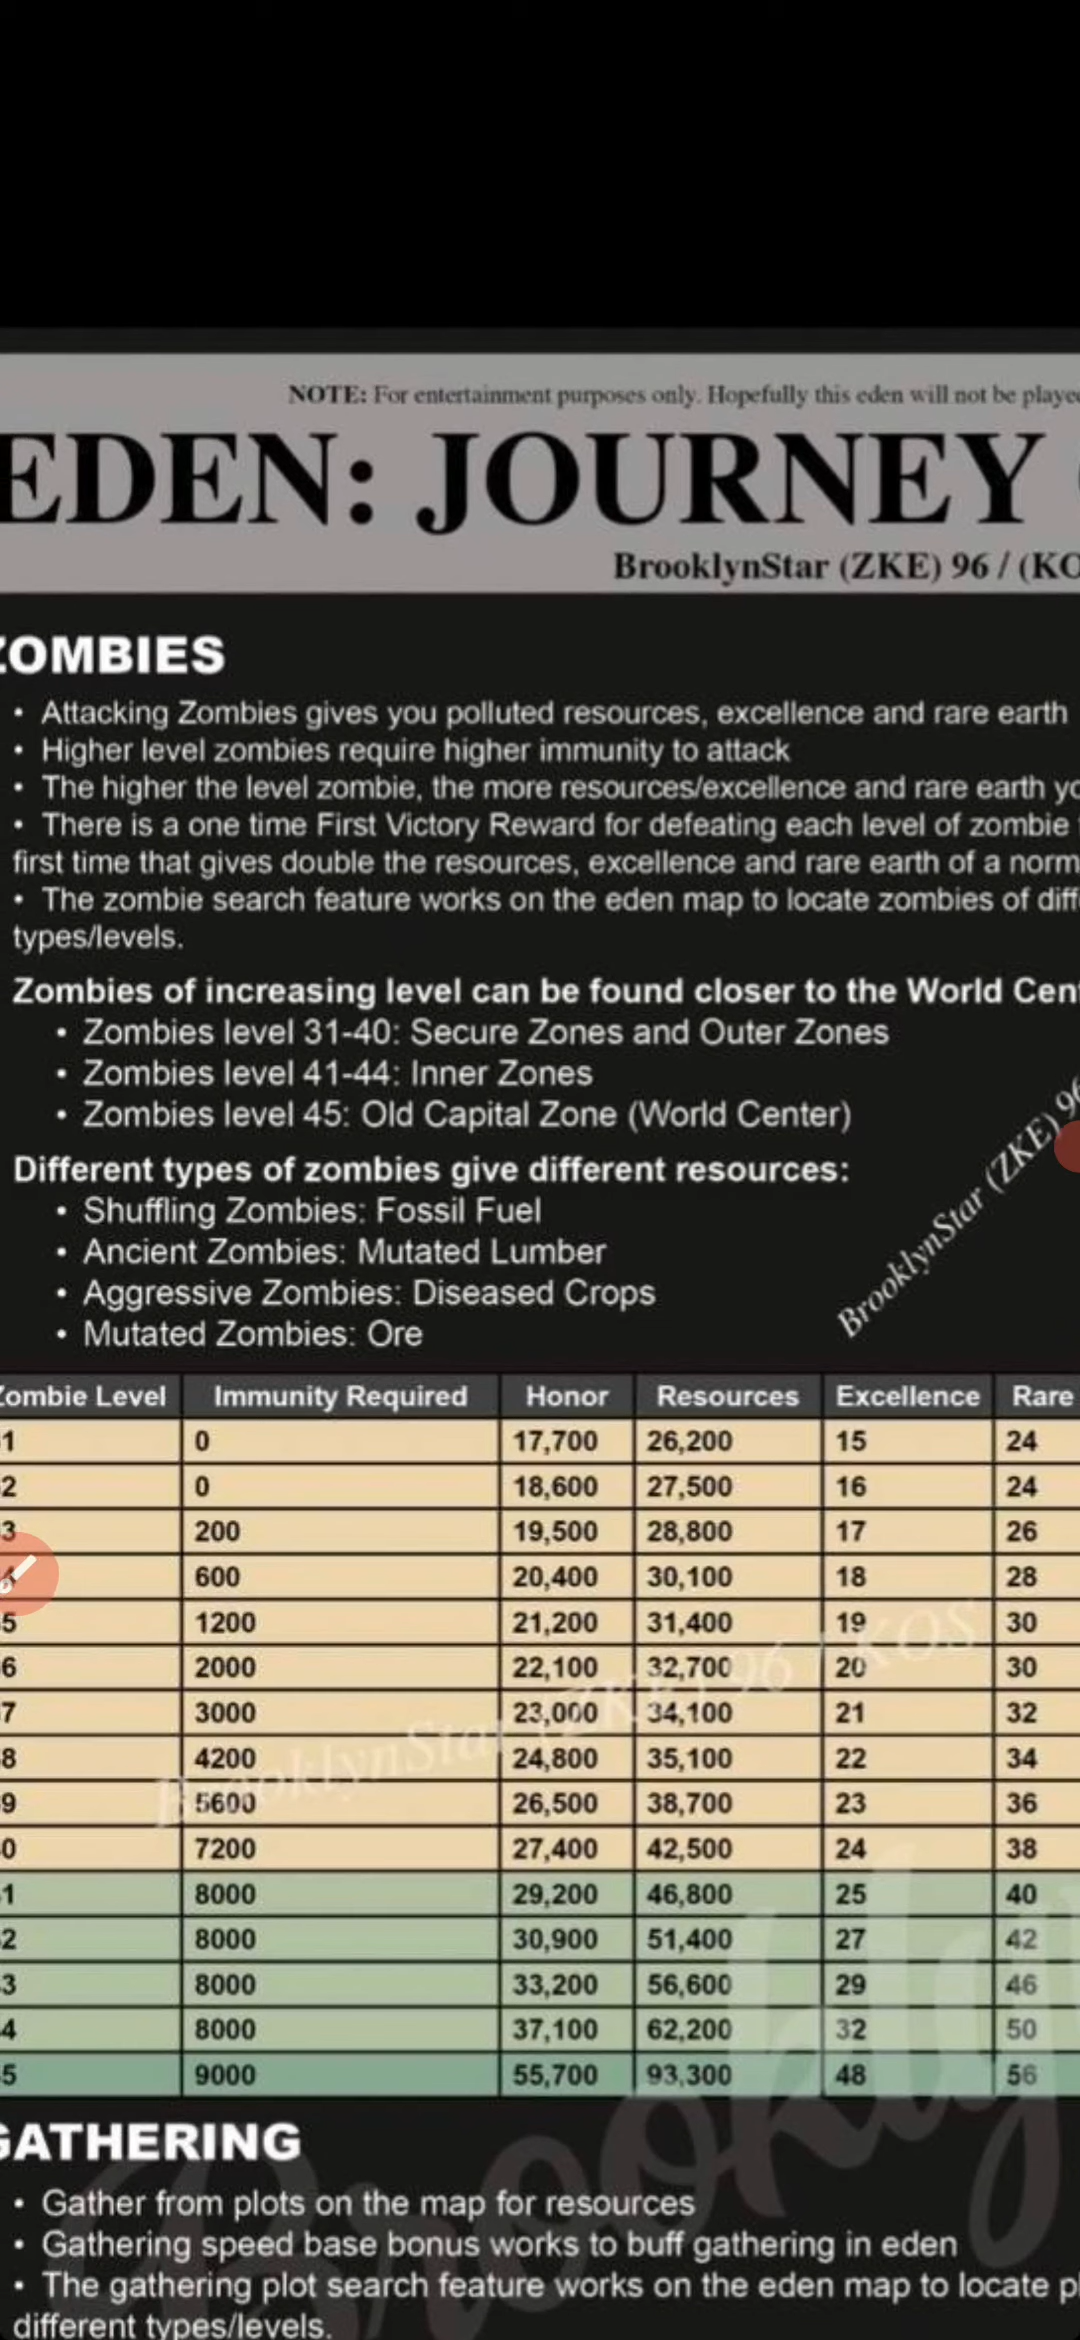 NOTE: For entertainment purposes only. Hopefully this eden will not be played
EDEN: JOURNEY
BrooklynStar (ZKE) 96 / (KO
ZOMBIES
• Attacking Zombies gives you polluted resources, excellence and rare earth
• Higher level zombies require higher immunity to attack
• The higher the level zombie, the more resources/excellence and rare earth yo
• There is a one time First Victory Reward for defeating each level of zombie
first time that gives double the resources, excellence and rare earth of a norm
• The zombie search feature works on the eden map to locate zombies of diff
types/levels.
Zombies of increasing level can be found closer to the World Cen
• Zombies level 31-40: Secure Zones and Outer Zones
• Zombies level 41-44: Inner Zones
• Zombies level 45: Old Capital Zone (World Center)
BrooklynStar (ZKE) 96
Different types of zombies give different resources:
• Shuffling Zombies: Fossil Fuel
• Ancient Zombies: Mutated Lumber
• Aggressive Zombies: Diseased Crops
• Mutated Zombies: Ore
Zombie Level Immunity Required Honor Resources Excellence Rare
1 0 17,700 26,200 15 24
2 0 18,600 27,500 16 24
3 200 19,500 28,800 17 26
4 600 20,400 30,100 18 28
5 1200 21,200 31,400 19 30
6 2000 22,100 32,700 20 30
7 3000 23,000 34,100 21 32
8 4200 24,800 35,100 22 34
9 5600 26,500 38,700 23 36
0 7200 27,400 42,500 24 38
1 8000 29,200 46,800 25 40
2 8000 30,900 51,400 27 42
3 8000 33,200 56,600 29 46
4 8000 37,100 62,200 32 50
5 9000 55,700 93,300 48 56
BrooklynStar (ZKE) 96 / KOS
GATHERING
• Gather from plots on the map for resources
• Gathering speed base bonus works to buff gathering in eden
• The gathering plot search feature works on the eden map to locate pl
different types/levels.